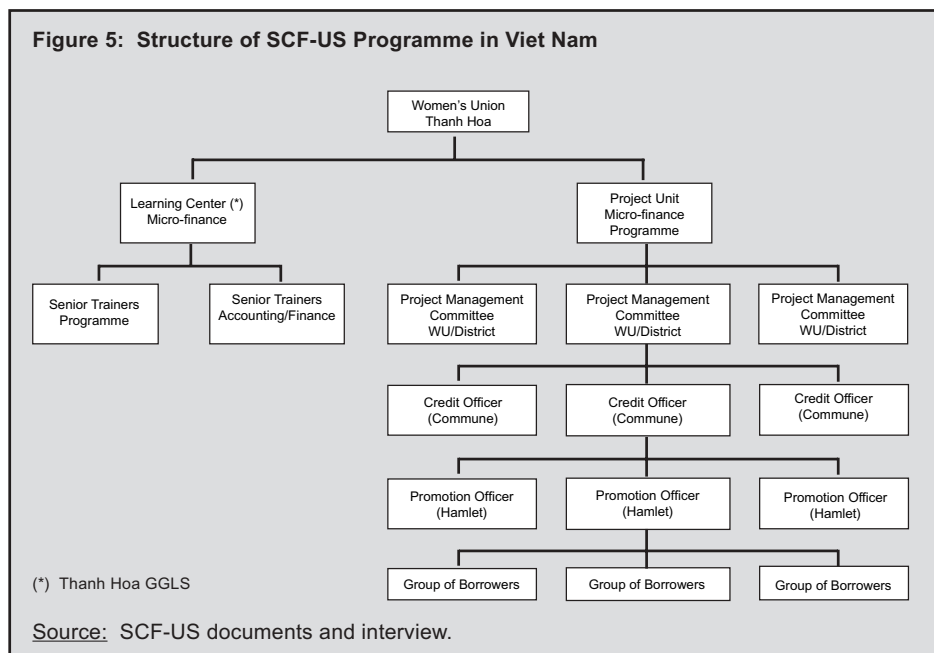 Figure 5: Structure of SCF-US Programme in Viet Nam
Women's Union
Thanh Hoa
Learning Center (*)
Micro-finance
Project Unit
Micro-finance
Programme
Senior Trainers
Programme
Senior Trainers
Accounting/Finance
Project Management
Committee
WU/District
Project Management
Committee
WU/District
Project Management
Committee
WU/District
Credit Officer
(Commune)
Credit Officer
(Commune)
Credit Officer
(Commune)
Promotion Officer
(Hamlet)
Promotion Officer
(Hamlet)
Promotion Officer
(Hamlet)
Group of Borrowers
Group of Borrowers
Group of Borrowers
(*) Thanh Hoa GGLS
Source: SCF-US documents and interview.